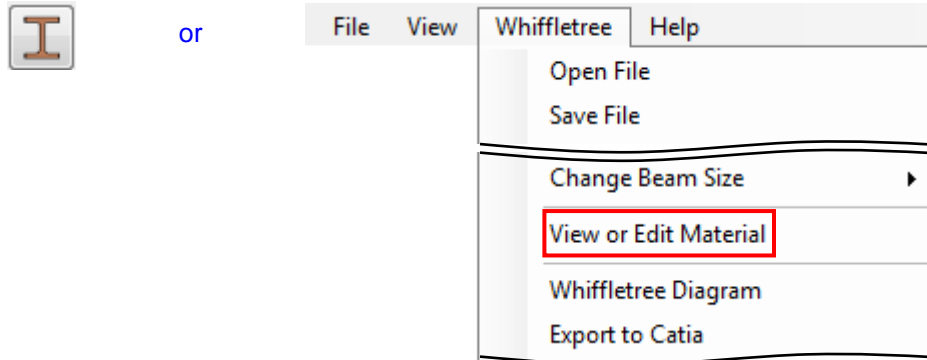 or
File View Whiffletree Help
Open File
Save File
Change Beam Size
View or Edit Material
Whiffletree Diagram
Export to Catia